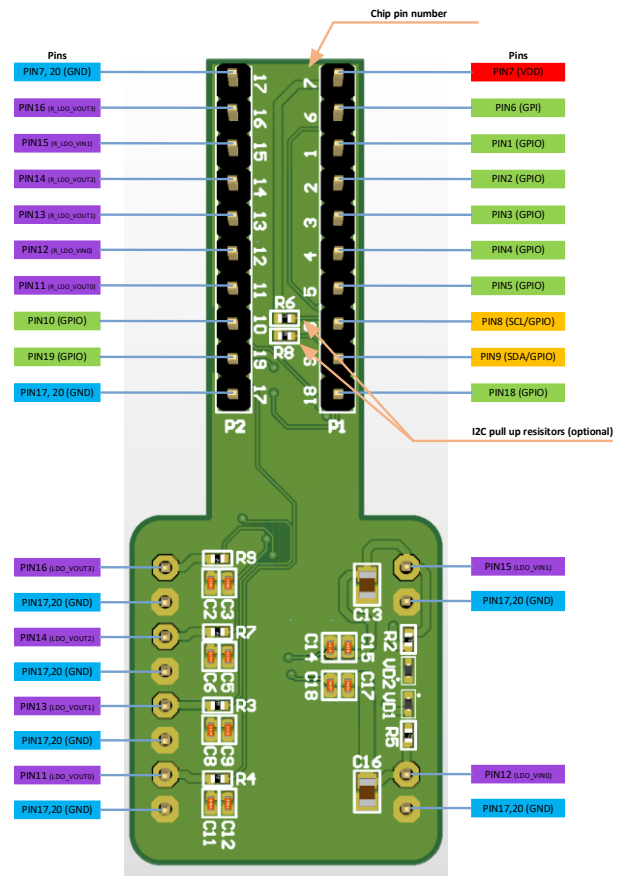 Chip pin number
Pins
Pins
PIN7, 20 (GND)
17
7
PIN7 (VDD)
PIN16 (R_LDO_VOUT3)
16
6
PIN6 (GPI)
PIN15 (R_LDO_VIN1)
15
1
PIN1 (GPIO)
PIN14 (R_LDO_VOUT2)
14
2
PIN2 (GPIO)
PIN13 (R_LDO_VOUT1)
13
3
PIN3 (GPIO)
PIN12 (R_LDO_VIN0)
12
4
PIN4 (GPIO)
PIN11 (R_LDO_VOUT0)
11
5
PIN5 (GPIO)
R6
PIN10 (GPIO)
10
PIN8 (SCL/GPIO)
R8
PIN19 (GPIO)
19
9
PIN9 (SDA/GPIO)
PIN17, 20 (GND)
17
18
PIN18 (GPIO)
P2
P1
I2C pull up resisitors (optional)
PIN16 (LDO_VOUT3)
R9
PIN15 (LDO_VIN1)
PIN17,20 (GND)
C2
C3
C13
PIN17,20 (GND)
PIN14 (LDO_VOUT2)
R7
R2
C14
C15
PIN17,20 (GND)
C6
C5
VD2
C18
C17
PIN13 (LDO_VOUT1)
R3
VD1
PIN17,20 (GND)
C8
C9
R5
C16
PIN11 (LDO_VOUT0)
R4
PIN12 (LDO_VIN0)
PIN17,20 (GND)
C11
C12
PIN17,20 (GND)